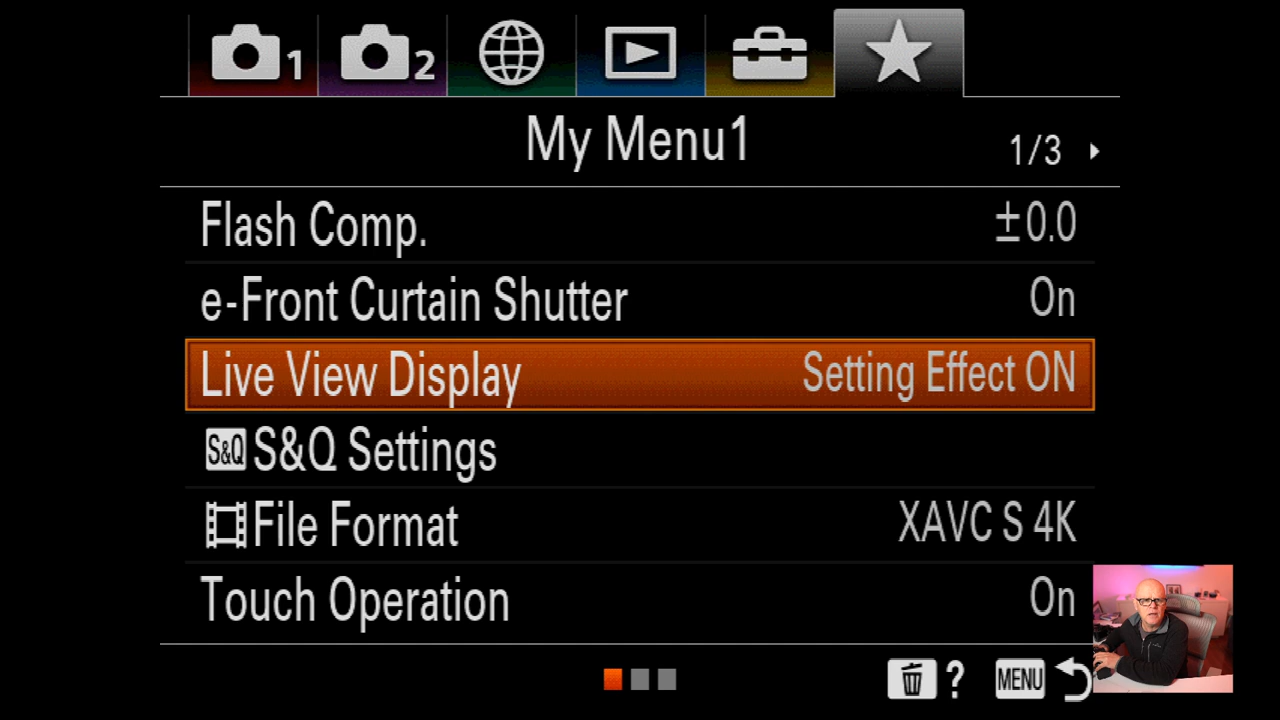 1
2
My Menu1
1/3
Flash Comp. ±0.0
e-Front Curtain Shutter On
Live View Display Setting Effect ON
S&Q S&Q Settings
File Format XAVC S 4K
Touch Operation On
? MENU